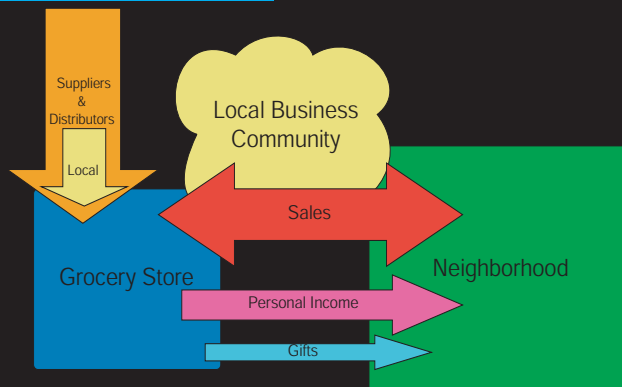 Suppliers
&
Distributors
Local
Local Business
Community
Sales
Grocery Store
Neighborhood
Personal Income
Gifts